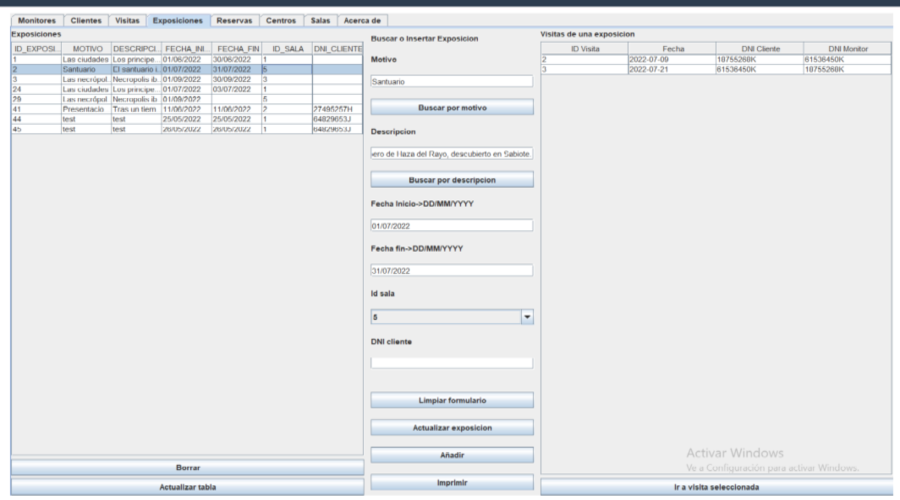 Monitores Clientes Visitas Exposiciones Reservas Centros Salas Acerca de
Exposiciones
ID_EXPOSI... MOTIVO DESCRIPCI... FECHA_INI... FECHA_FIN ID_SALA DNI_CLIENTE
1 Las ciudades Los principe... 01/06/2022 30/06/2022 1
2 Santuario El santuario i. 01/07/2022 31/07/2022 5
3 Las necrópol. Necropolis ib. 01/09/2022 30/09/2022 3
24 Las ciudades Los principe... 01/07/2022 03/07/2022 1
29 Las necrópol Necropolis ib. 01/09/2022 5
41 Presentacio Tras un tiem 11/06/2022 11/06/2022 2 27495257H
44 test test 25/05/2022 25/05/2022 1 64829653J
45 test test 26/05/2022 26/05/2022 1 64829653J
Borrar
Actualizar tabla
Buscar o Insertar Exposicion
Motivo
Santuario
Buscar por motivo
Descripcion
ero de Haza del Rayo, descubierto en Sabiote.
Buscar por descripcion
Fecha Inicio->DD/MM/YYYY
01/07/2022
Fecha fin->DD/MM/YYYY
31/07/2022
Id sala
5
DNI cliente
Limpiar formulario
Actualizar exposicion
Añadir
Imprimir
Visitas de una exposicion
ID Visita Fecha DNI Cliente DNI Monitor
2 2022-07-09 10755260K 61536450K
3 2022-07-21 61536450K 10755260K
Activar Windows
Ve a Configuración para activar Windows.
Ir a visita seleccionada